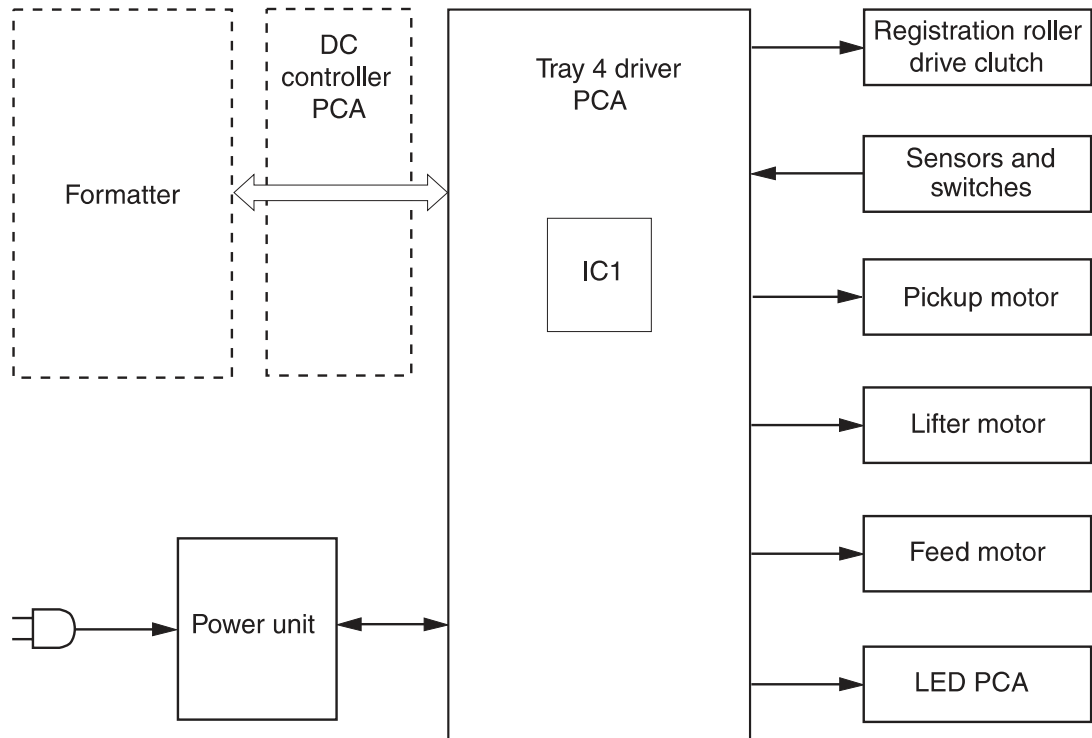 Formatter
DC
controller
PCA
Tray 4 driver
PCA
IC1
Power unit
Registration roller
drive clutch
Sensors and
switches
Pickup motor
Lifter motor
Feed motor
LED PCA